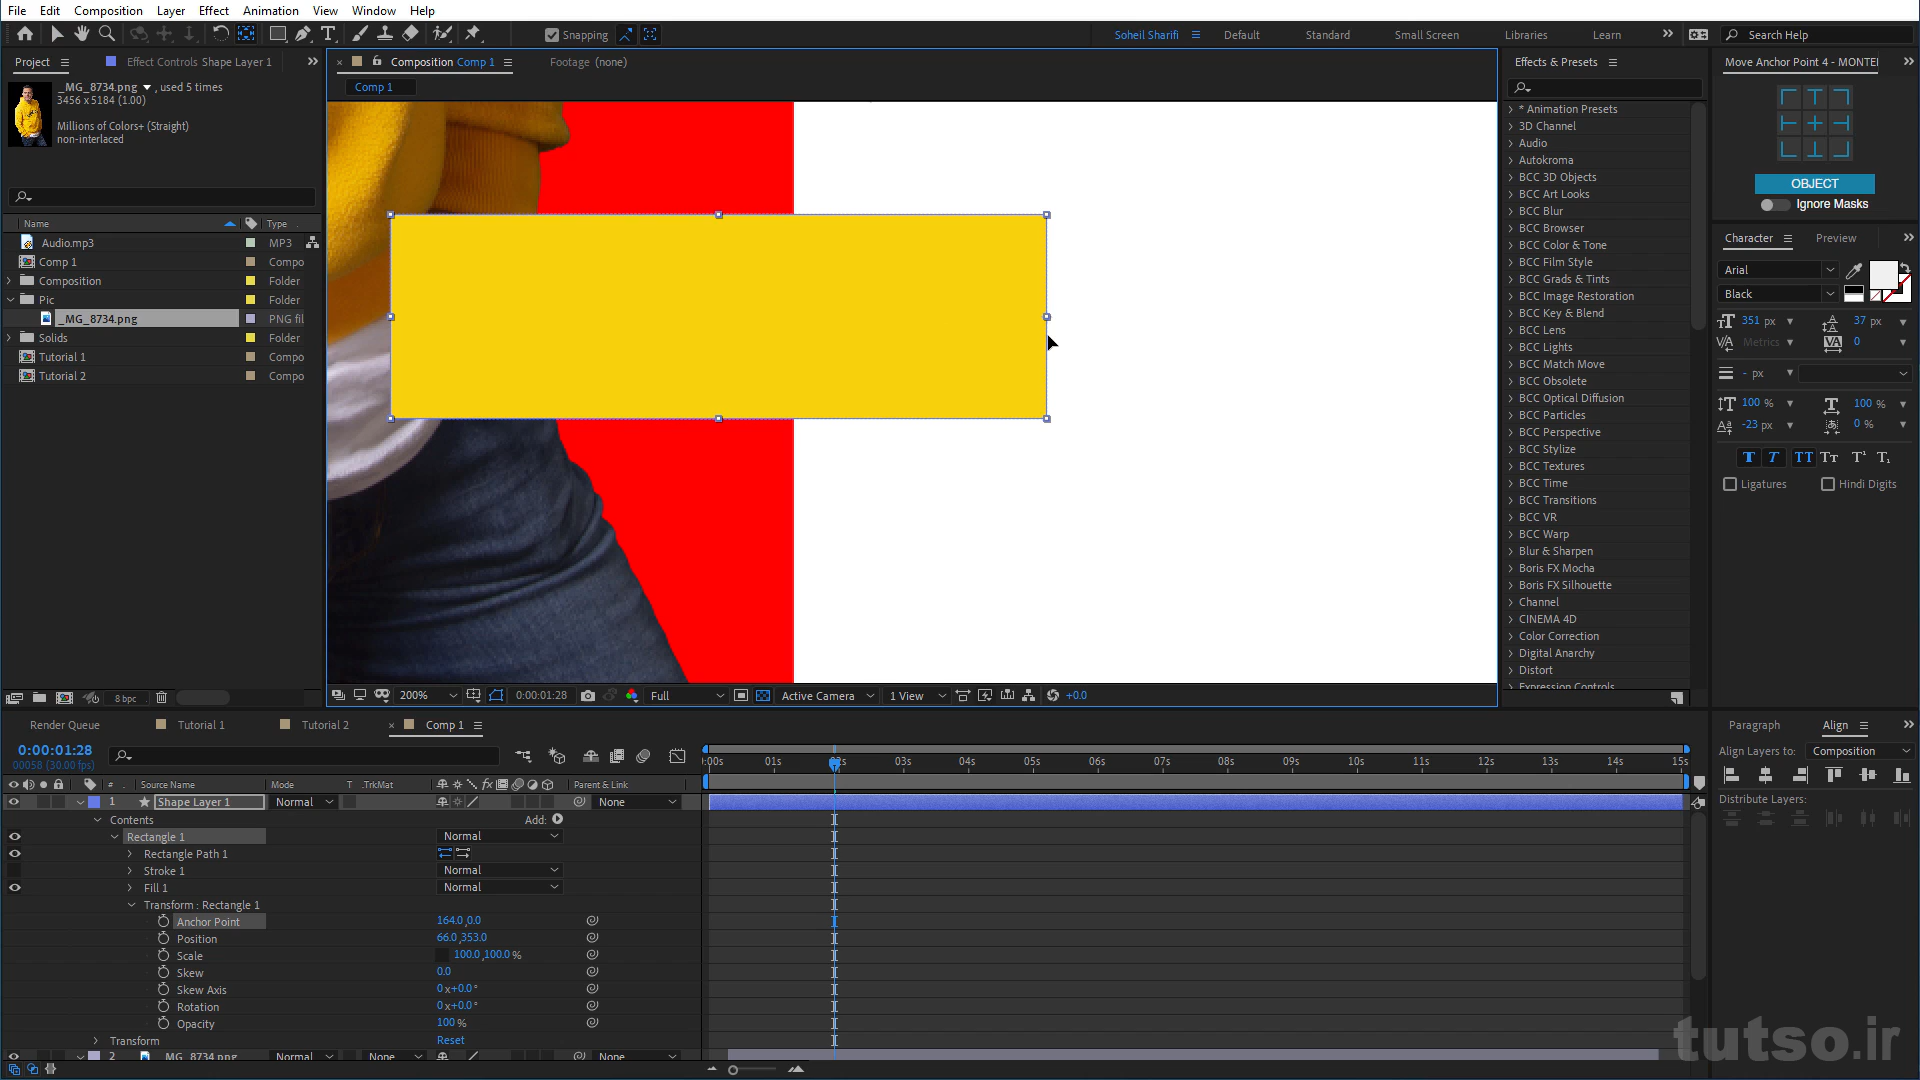 File Edit Composition Layer Effect Animation View Window Help
Snapping Soheil Sharifi Default Standard Small Screen Libraries Learn Search Help
Project Effect Controls Shape Layer 1
_MG_8734.png , used 5 times
3456 x 5184 (1.00)
Millions of Colors+ (Straight)
non-interlaced
Name Type
Audio.mp3 MP3
Comp 1 Compo
Composition Folder
Pic Folder
_MG_8734.png PNG fil
Solids Folder
Tutorial 1 Compo
Tutorial 2 Compo
8 bpc
Composition Comp 1 Footage (none)
Comp 1
200% 0:00:01:28 Full Active Camera 1 View +0.0
Effects & Presets
* Animation Presets
3D Channel
Audio
Autokroma
BCC 3D Objects
BCC Art Looks
BCC Blur
BCC Browser
BCC Color & Tone
BCC Film Style
BCC Grads & Tints
BCC Image Restoration
BCC Key & Blend
BCC Lens
BCC Lights
BCC Match Move
BCC Obsolete
BCC Optical Diffusion
BCC Particles
BCC Perspective
BCC Stylize
BCC Textures
BCC Time
BCC Transitions
BCC VR
BCC Warp
Blur & Sharpen
Boris FX Mocha
Boris FX Silhouette
Channel
CINEMA 4D
Color Correction
Digital Anarchy
Distort
Expression Controls
Move Anchor Point 4 - MONTE
OBJECT
Ignore Masks
Character Preview
Arial
Black
351 px 37 px
Metrics 0
- px
100 % 100 %
-23 px 0 %
Ligatures Hindi Digits
Render Queue Tutorial 1 Tutorial 2 Comp 1
0:00:01:28
00058 (30.00 fps)
:00s 01s 02s 03s 04s 05s 06s 07s 08s 09s 10s 11s 12s 13s 14s 15s
# Source Name Mode T .TrkMat Parent & Link
1 Shape Layer 1 Normal None
Contents Add:
Rectangle 1 Normal
Rectangle Path 1
Stroke 1 Normal
Fill 1 Normal
Transform : Rectangle 1
Anchor Point 164.0,0.0
Position 66.0,353.0
Scale 100.0,100.0 %
Skew 0.0
Skew Axis 0x+0.0°
Rotation 0x+0.0°
Opacity 100 %
Transform Reset
2 _MG_8734.png Normal None None
Paragraph Align
Align Layers to: Composition
Distribute Layers:
tutso.ir